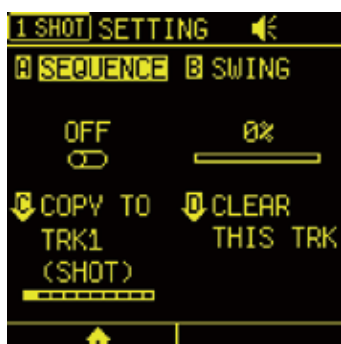 1 SHOT SETTING
A SEQUENCE B SWING
OFF 0%
C COPY TO D CLEAR
TRK1 THIS TRK
(SHOT)